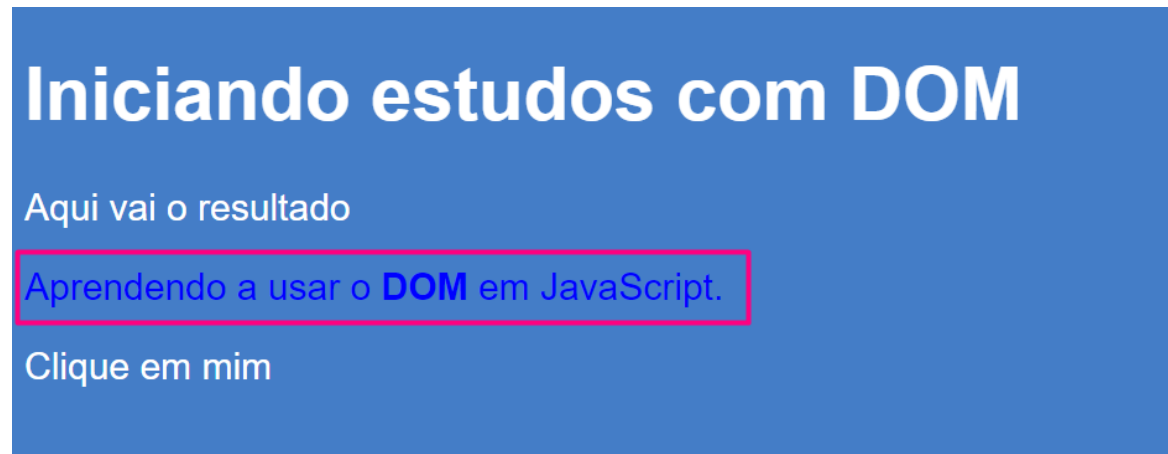 Iniciando estudos com DOM
Aqui vai o resultado
Aprendendo a usar o DOM em JavaScript.
Clique em mim